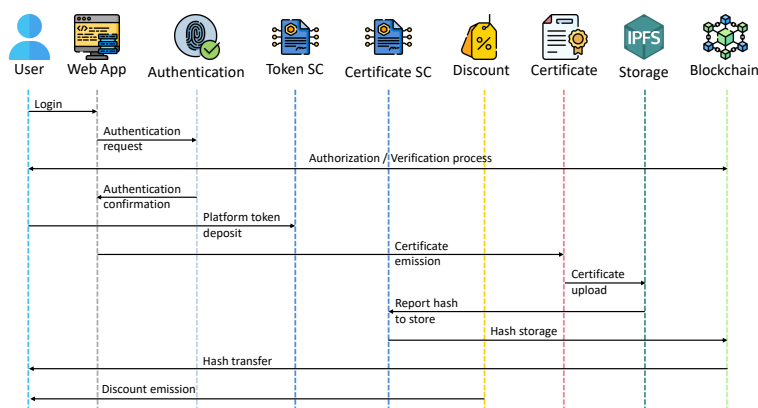 IPFS
User
Web App
Authentication
Token SC
Certificate SC
Discount
Certificate
Storage
Blockchain
Login
Authentication
request
Authorization / Verification process
Authentication
confirmation
Platform token
deposit
Certificate
emission
Certificate
upload
Report hash
to store
Hash storage
Hash transfer
Discount emission